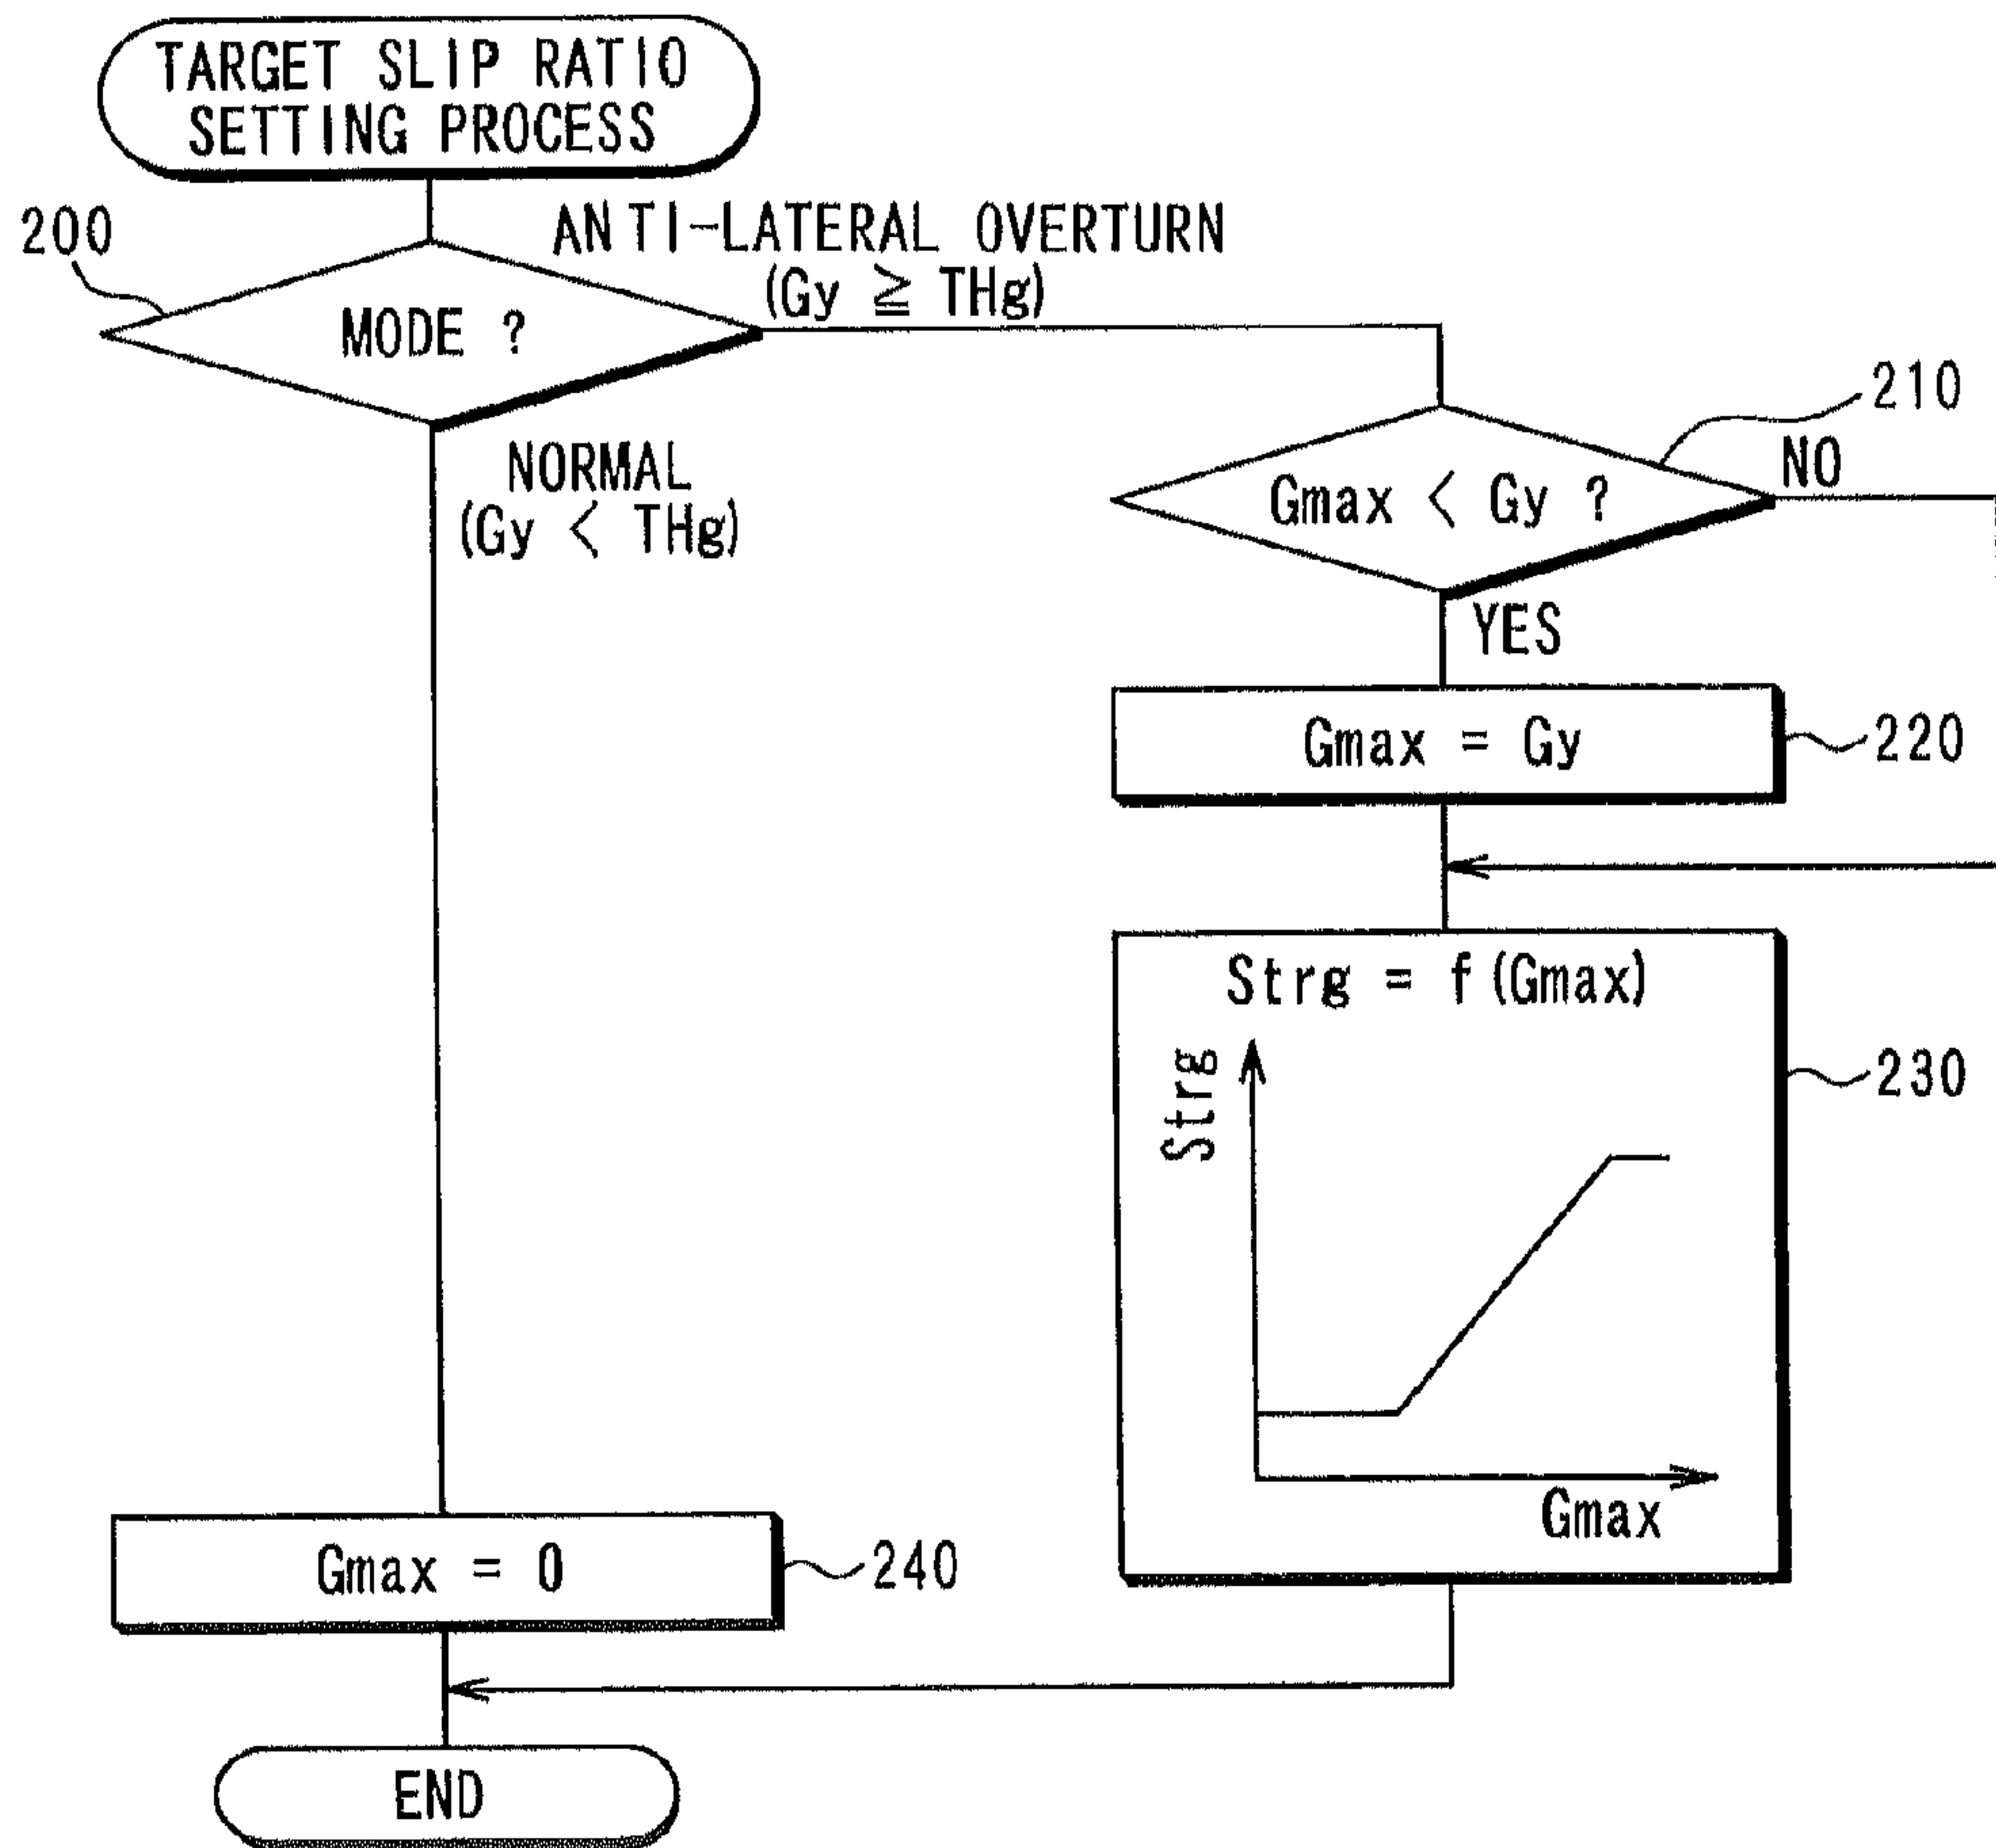 TARGET SLIP RATIO
SETTING PROCESS
200
MODE ?
ANTI-LATERAL OVERTURN
(Gy ≧ THg)
NORMAL
(Gy < THg)
210
Gmax < Gy ?
NO
YES
Gmax = Gy
220
Strg = f(Gmax)
Strg
Gmax
230
Gmax = 0
240
END